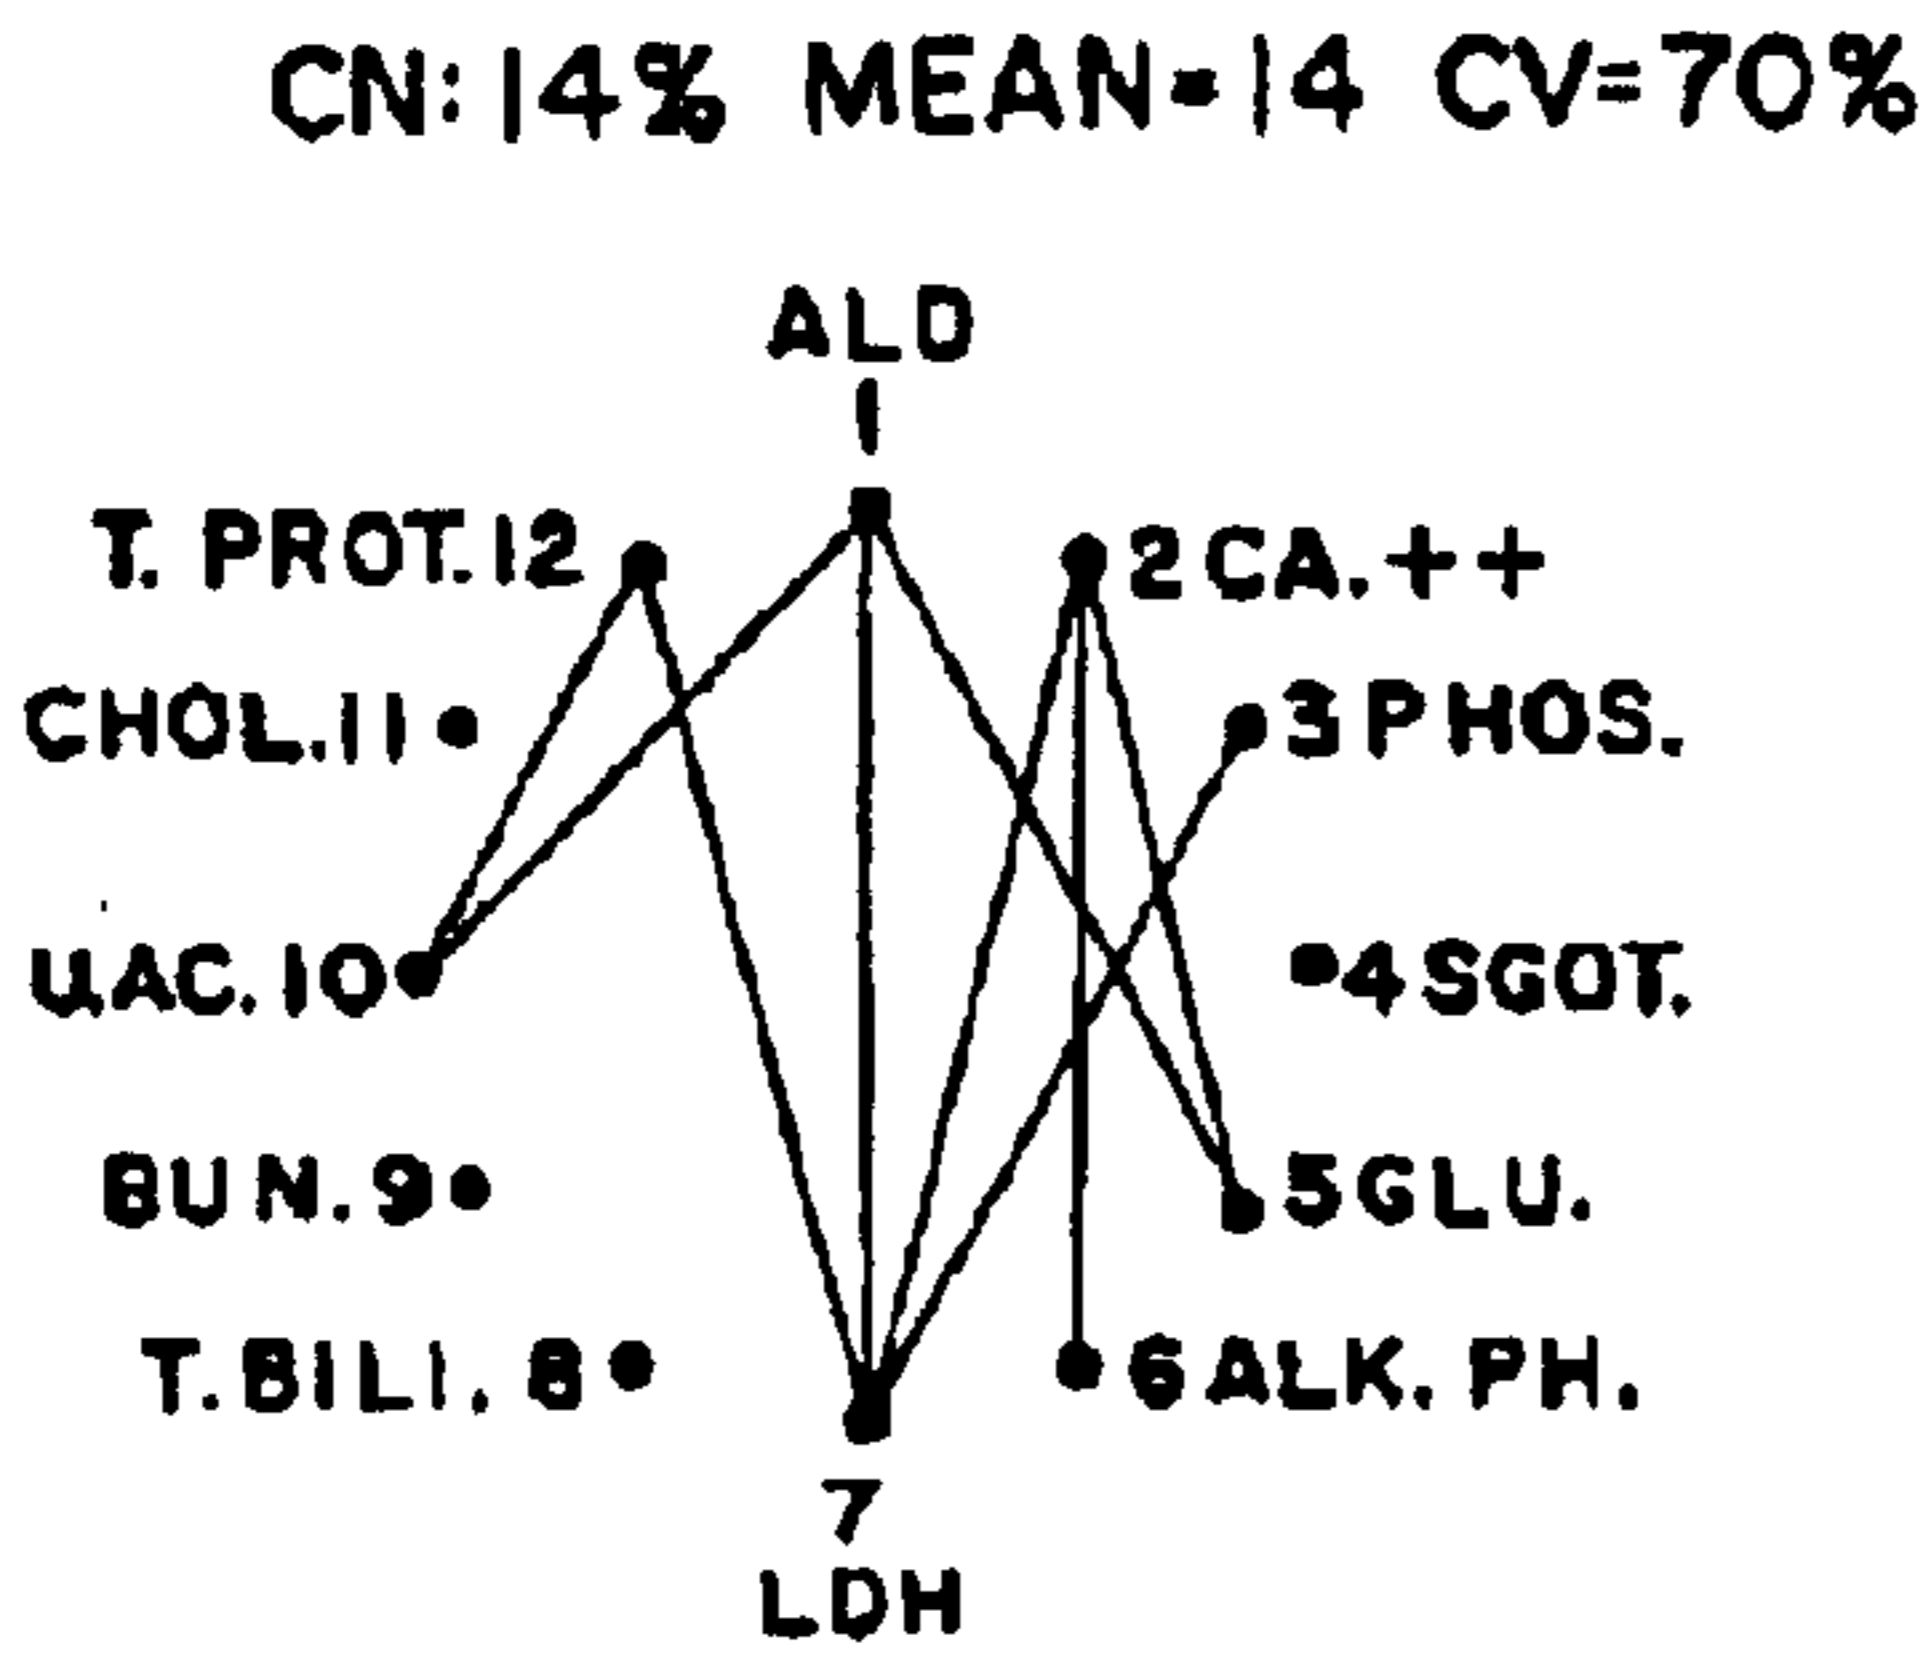 CN: 14% MEAN=14 CV=70%
ALD
1
T. PROT. 12
2 CA. ++
CHOL. 11
3 PHOS.
UAC. 10
4 SGOT.
BUN. 9
5 GLU.
T. BILI. 8
6 ALK. PH.
7
LDH